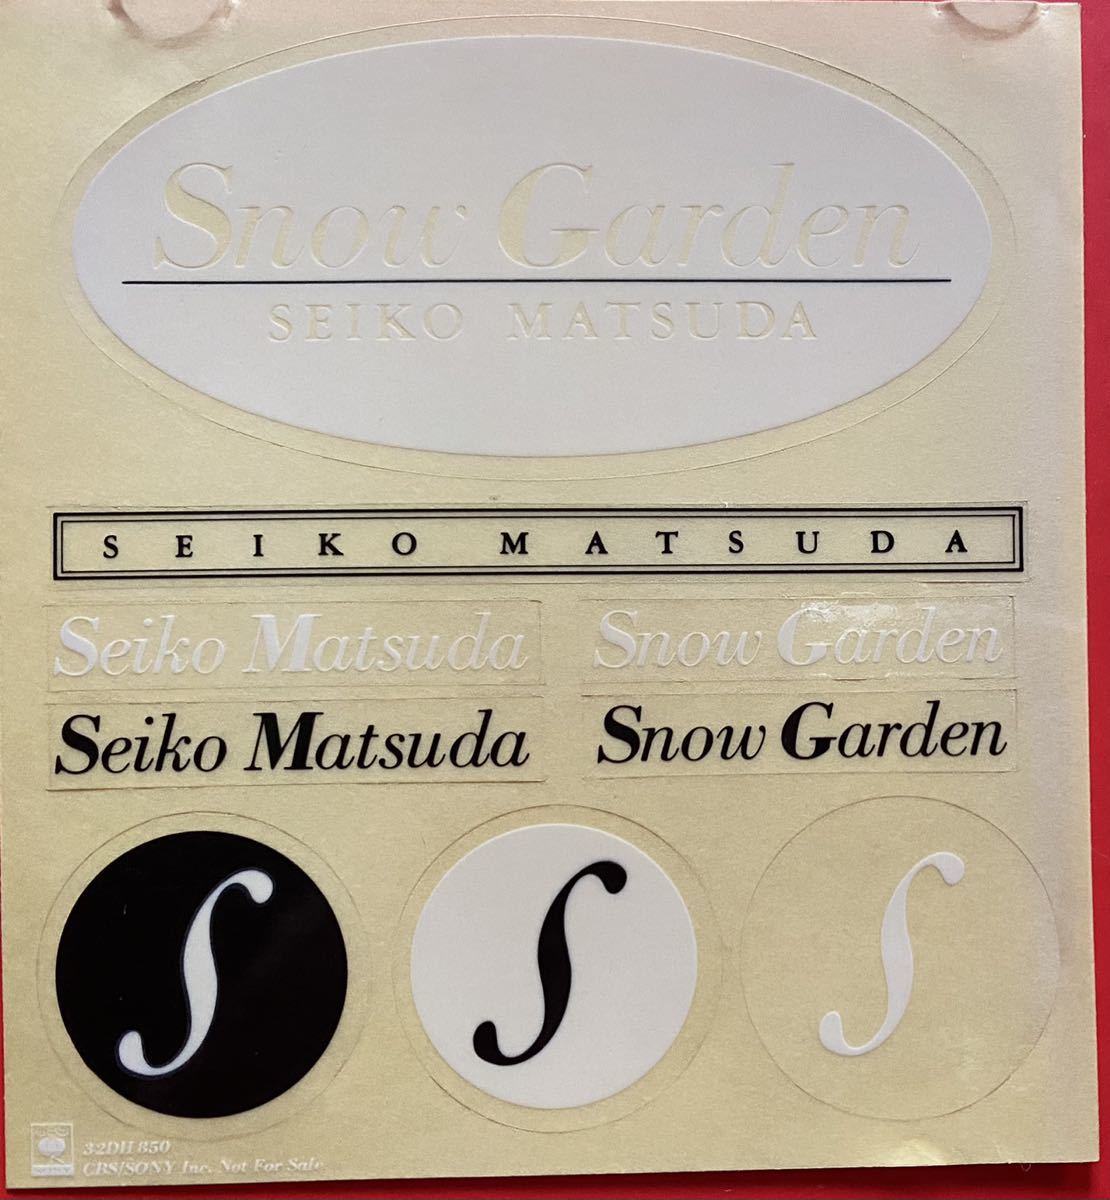 Snow Garden
SEIKO MATSUDA
SEIKO MATSUDA
Seiko Matsuda
Snow Garden
Seiko Matsuda
Snow Garden
S
S
S
32DH 850
CBS/SONY Inc. Not For Sale